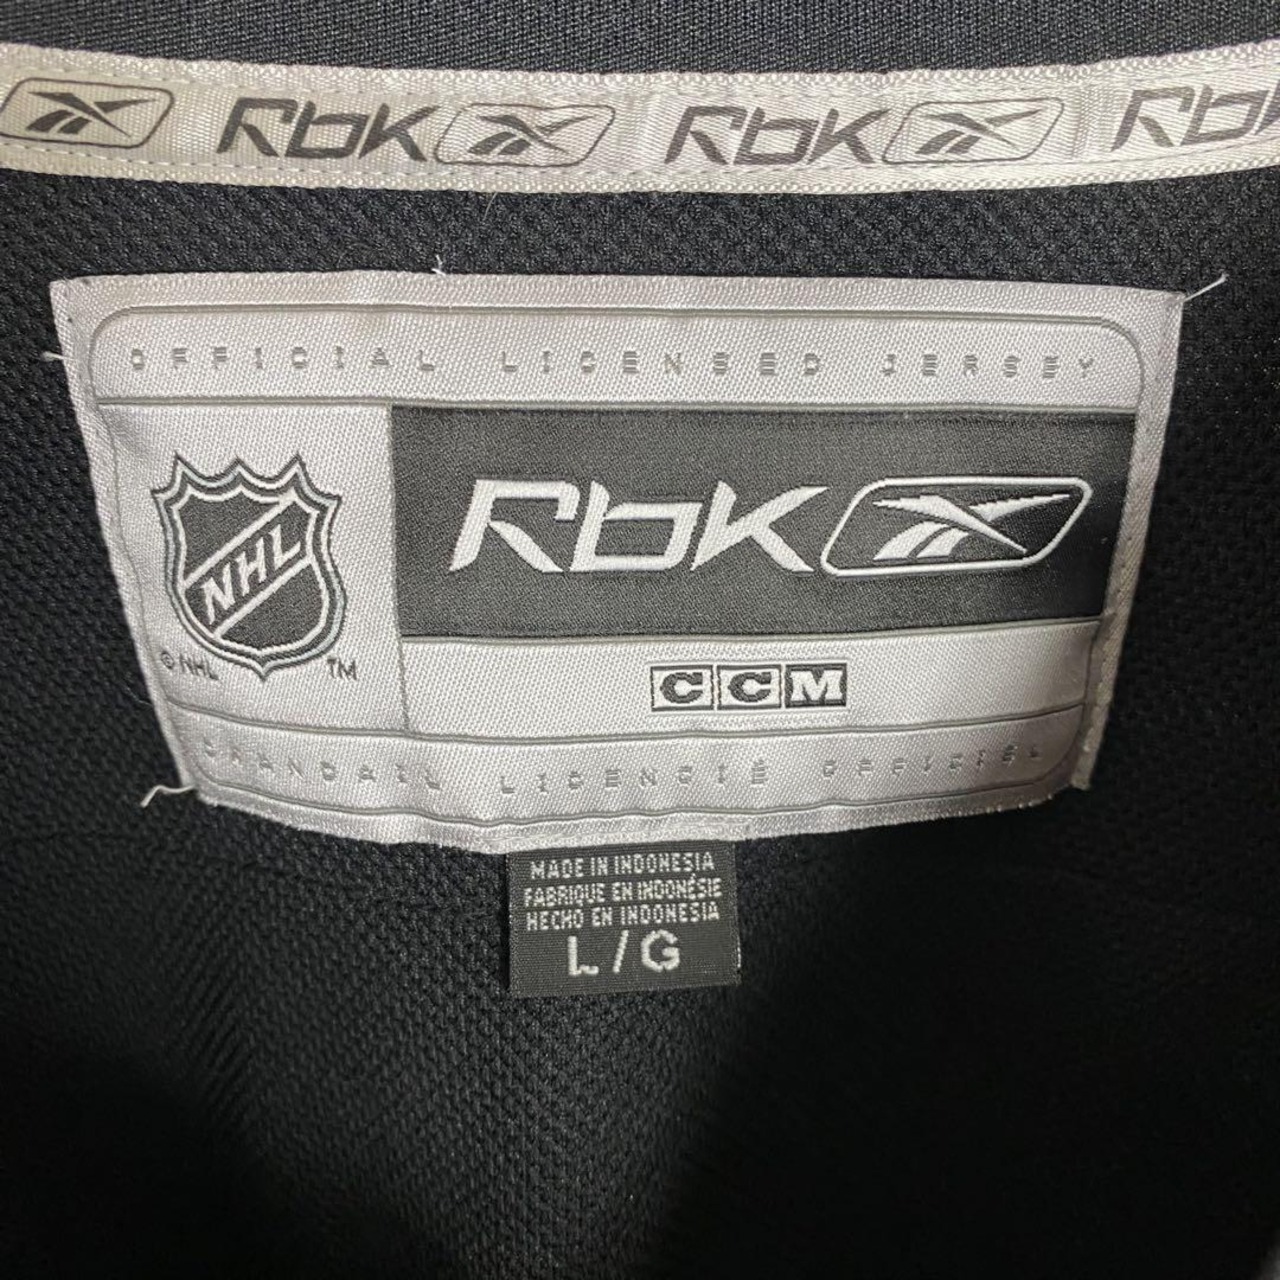 Rbk Rbk Rb
OFFICIAL LICENSED JERSEY
NHL
Rbk
© NHL TM
CCM
CHANDAIL LICENCIÉ OFFICIEL
MADE IN INDONESIA
FABRIQUE EN INDONÉSIE
HECHO EN INDONESIA
L / G